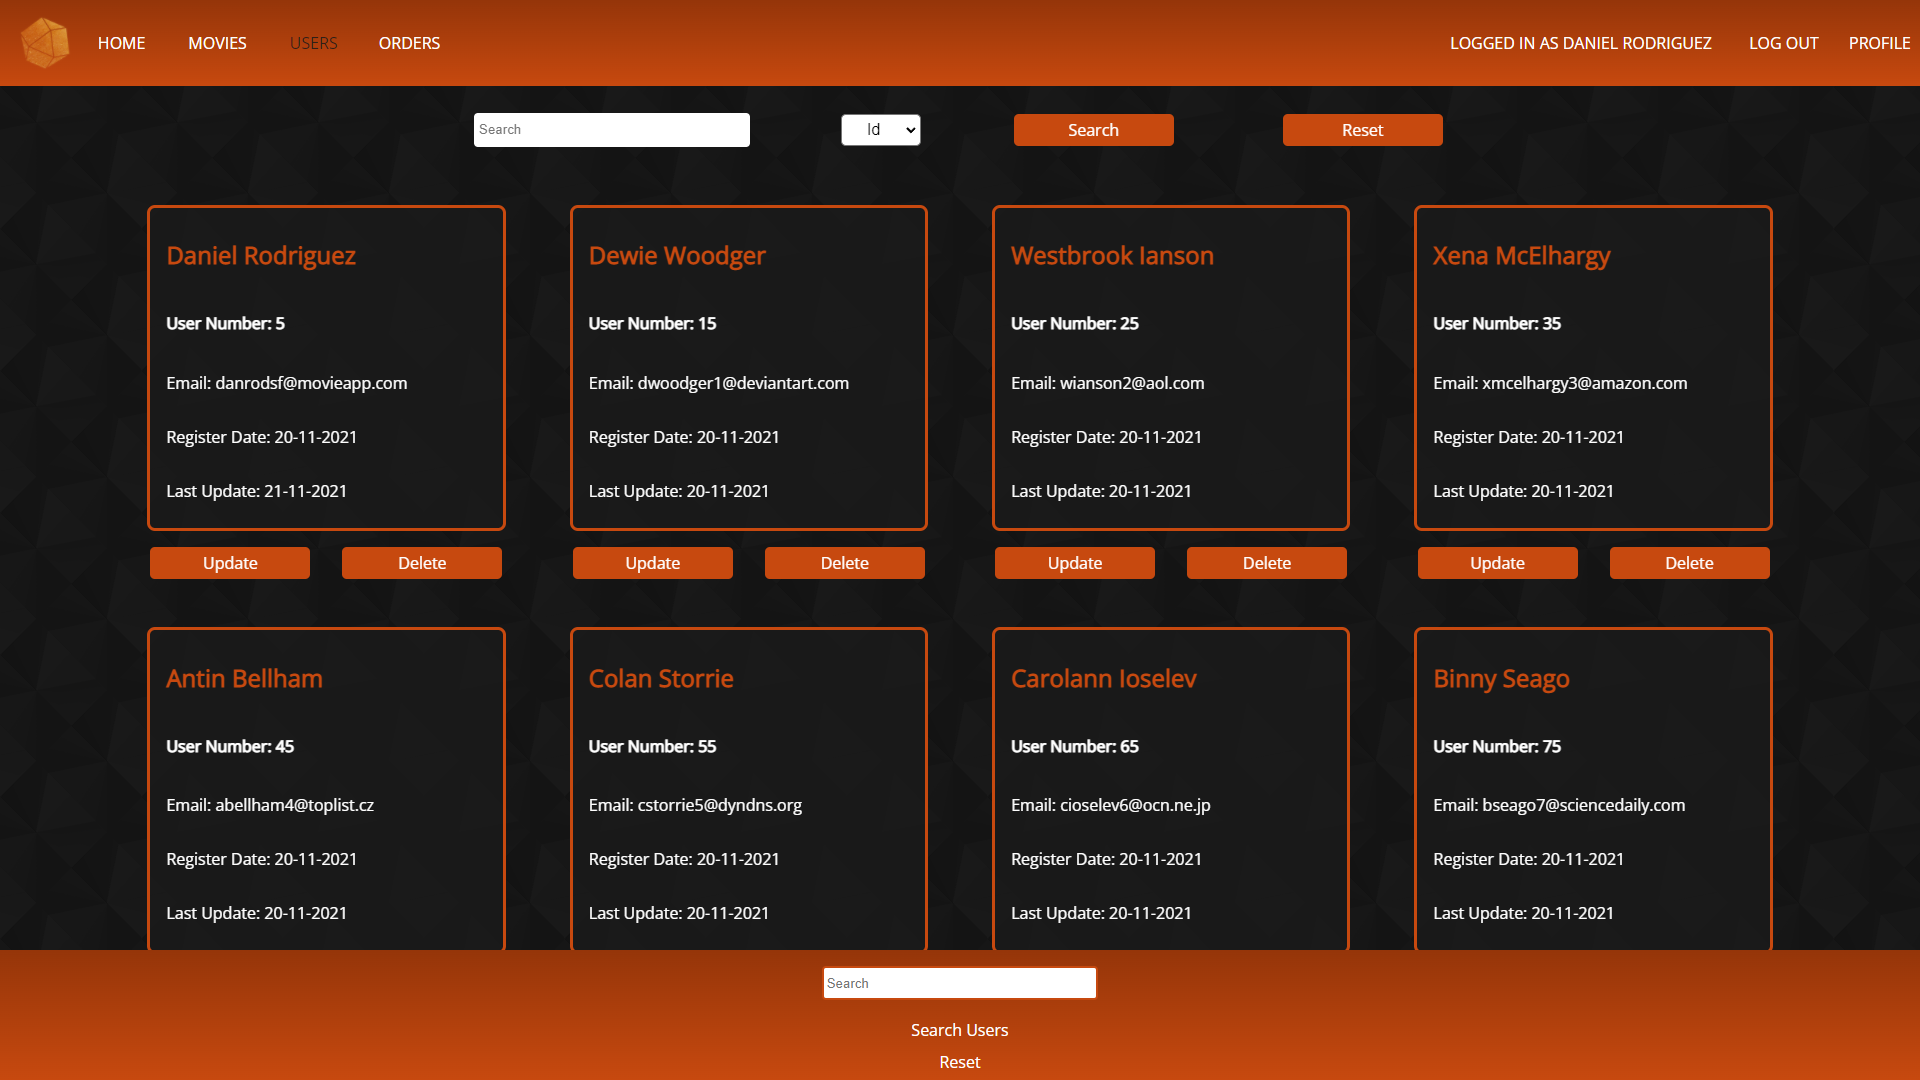 HOME MOVIES USERS ORDERS LOGGED IN AS DANIEL RODRIGUEZ LOG OUT PROFILE
Search Id Search Reset
Daniel Rodriguez
User Number: 5
Email: danrodsf@movieapp.com
Register Date: 20-11-2021
Last Update: 21-11-2021
Update Delete
Dewie Woodger
User Number: 15
Email: dwoodger1@deviantart.com
Register Date: 20-11-2021
Last Update: 20-11-2021
Update Delete
Westbrook Ianson
User Number: 25
Email: wianson2@aol.com
Register Date: 20-11-2021
Last Update: 20-11-2021
Update Delete
Xena McElhargy
User Number: 35
Email: xmcelhargy3@amazon.com
Register Date: 20-11-2021
Last Update: 20-11-2021
Update Delete
Antin Bellham
User Number: 45
Email: abellham4@toplist.cz
Register Date: 20-11-2021
Last Update: 20-11-2021
Colan Storrie
User Number: 55
Email: cstorrie5@dyndns.org
Register Date: 20-11-2021
Last Update: 20-11-2021
Carolann Ioselev
User Number: 65
Email: cioselev6@ocn.ne.jp
Register Date: 20-11-2021
Last Update: 20-11-2021
Binny Seago
User Number: 75
Email: bseago7@sciencedaily.com
Register Date: 20-11-2021
Last Update: 20-11-2021
Search
Search Users
Reset